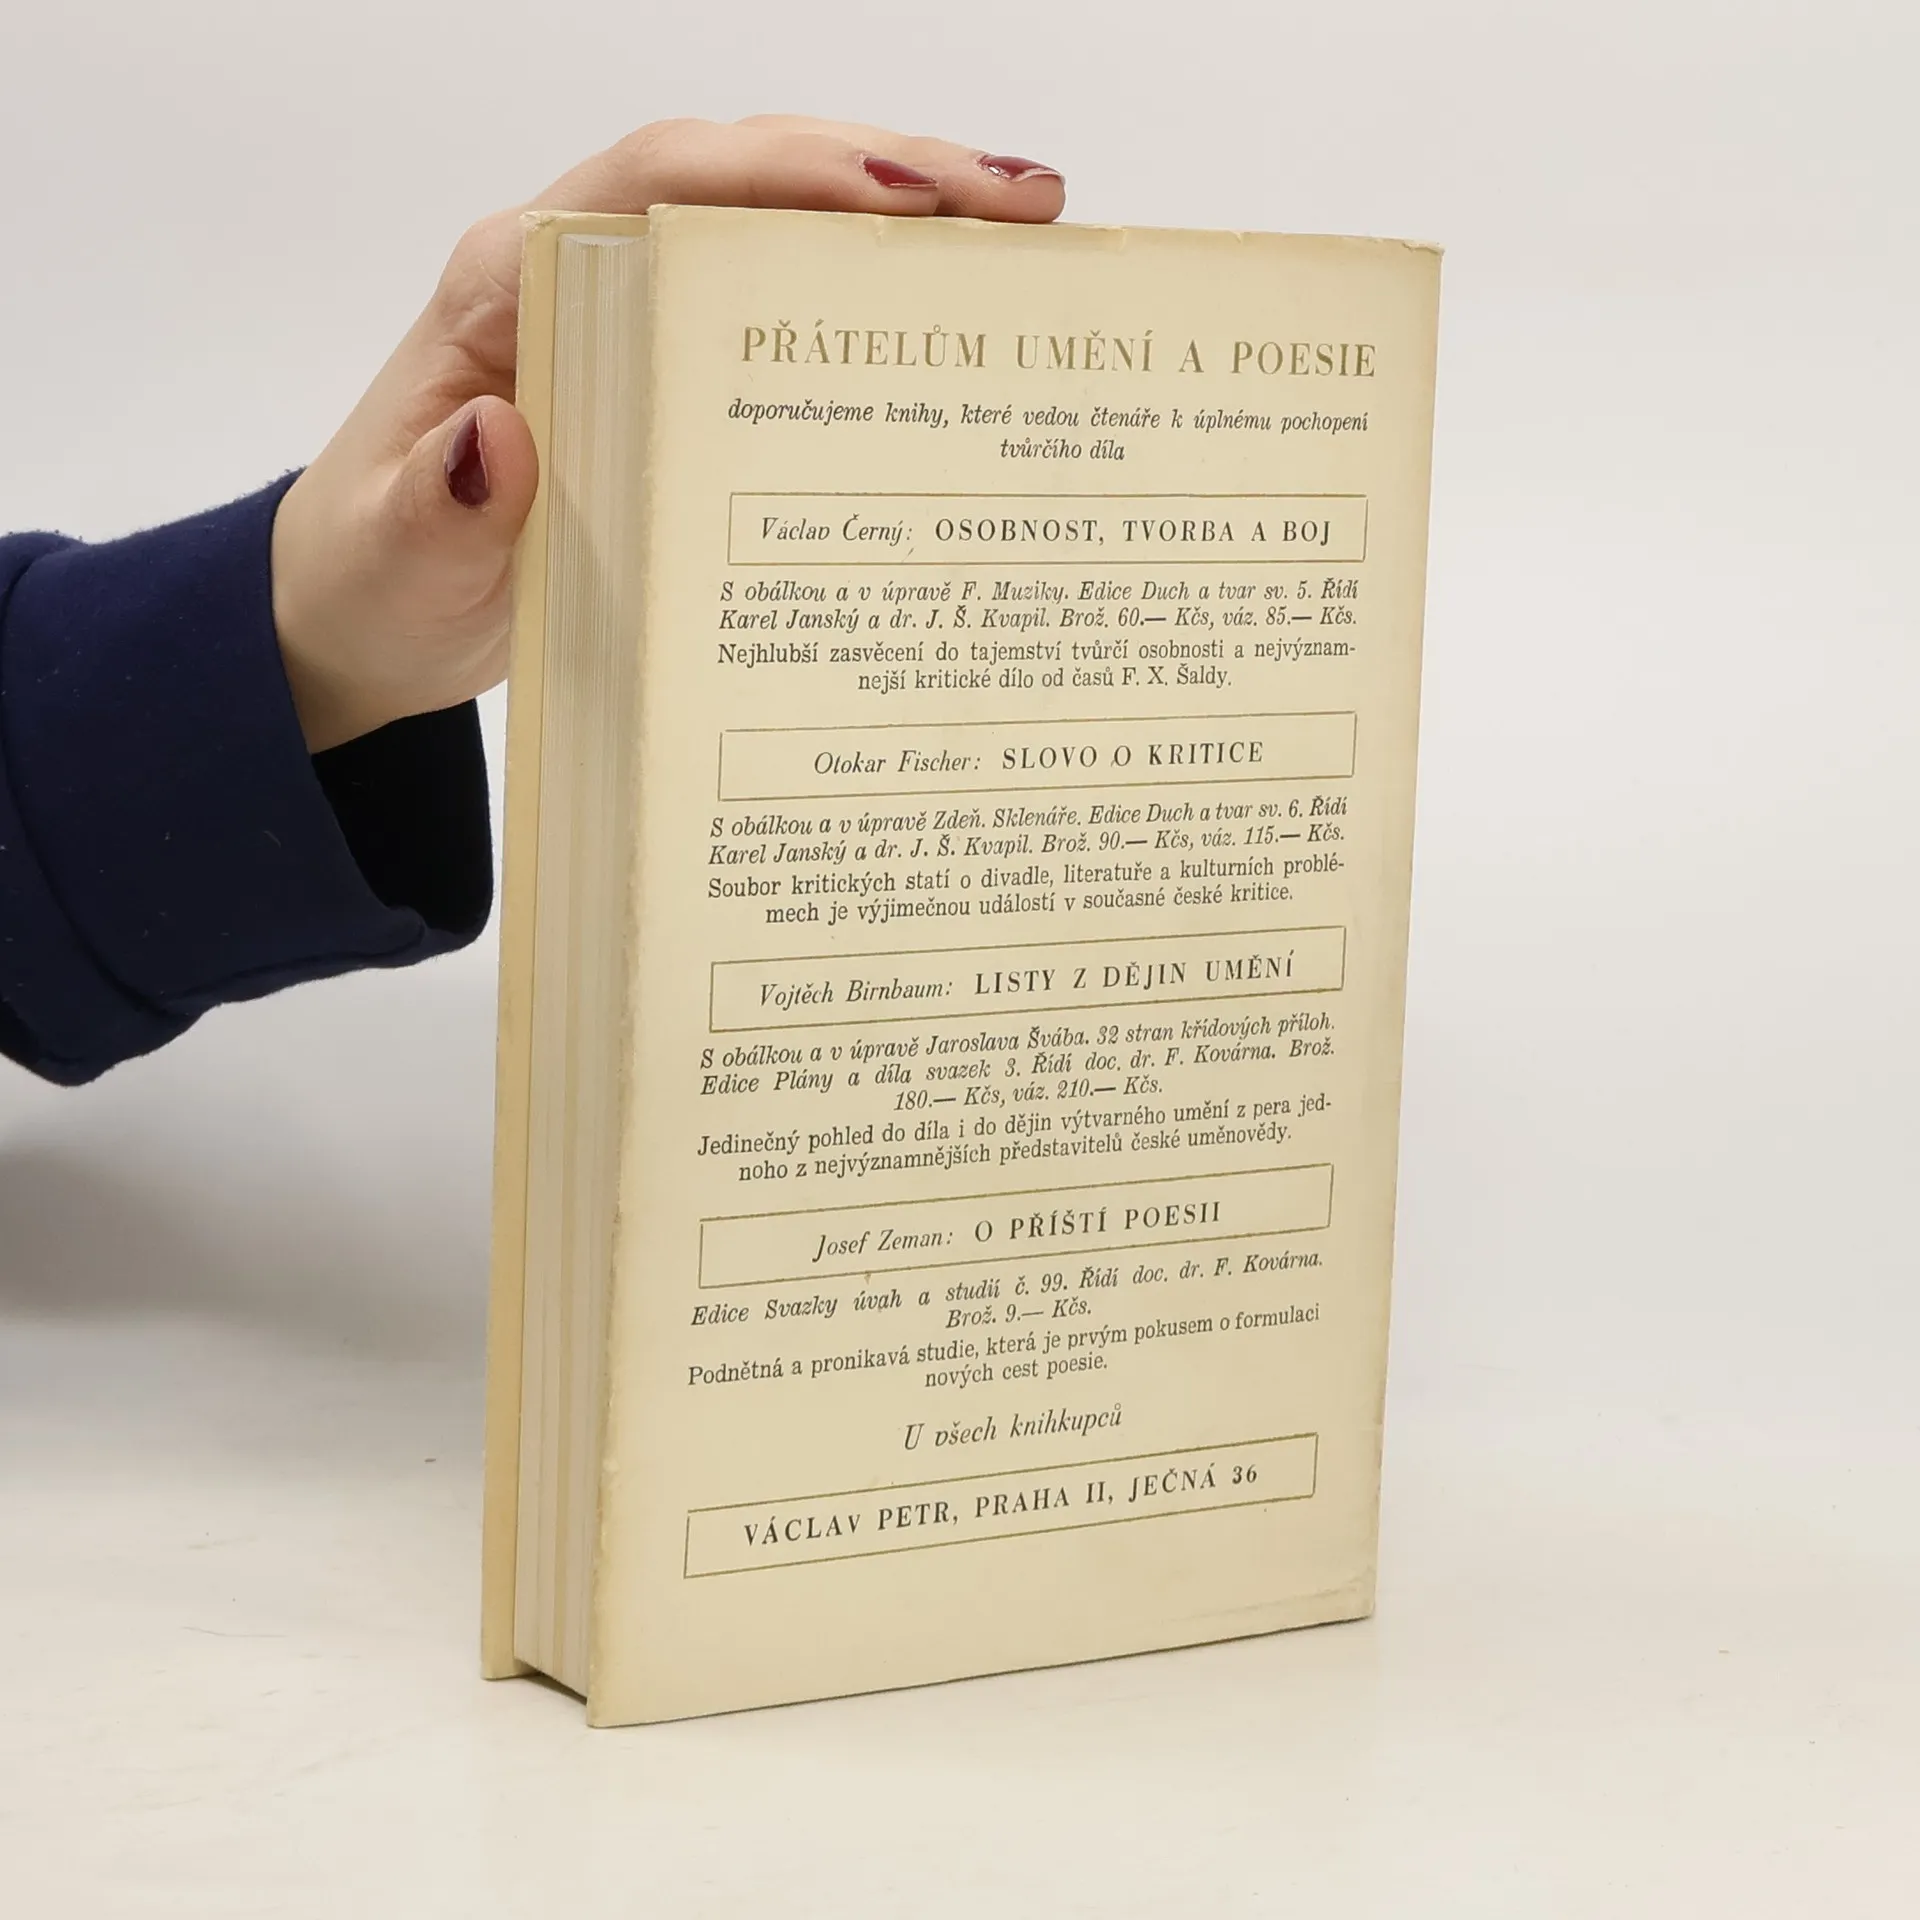 PŘÁTELŮM UMĚNÍ A POESIE
doporučujeme knihy, které vedou čtenáře k úplnému pochopení
tvůrčího díla
Václav Černý: OSOBNOST, TVORBA A BOJ
S obálkou a v úpravě F. Muziky. Edice Duch a tvar sv. 5. Řídí
Karel Janský a dr. J. Š. Kvapil. Brož. 60.— Kčs, váz. 85.— Kčs.
Nejhlubší zasvěcení do tajemství tvůrčí osobnosti a nejvýznam-
nejší kritické dílo od časů F. X. Šaldy.
Otokar Fischer: SLOVO O KRITICE
S obálkou a v úpravě Zdeň. Sklenáře. Edice Duch a tvar sv. 6. Řídí
Karel Janský a dr. J. Š. Kvapil. Brož. 90.— Kčs, váz. 115.— Kčs.
Soubor kritických statí o divadle, literatuře a kulturních problé-
mech je výjimečnou událostí v současné české kritice.
Vojtěch Birnbaum: LISTY Z DĚJIN UMĚNÍ
S obálkou a v úpravě Jaroslava Švába. 32 stran křídových příloh.
Edice Plány a díla svazek 3. Řídí doc. dr. F. Kovárna. Brož.
180.— Kčs, váz. 210.— Kčs.
Jedinečný pohled do díla i do dějin výtvarného umění z pera jed-
noho z nejvýznamnějších představitelů české uměnovědy.
Josef Zeman: O PŘÍŠTÍ POESII
Edice Svazky úvah a studií č. 99. Řídí doc. dr. F. Kovárna.
Brož. 9.— Kčs.
Podnětná a pronikavá studie, která je prvým pokusem o formulaci
nových cest poesie.
U všech knihkupců
VÁCLAV PETR, PRAHA II, JEČNÁ 36